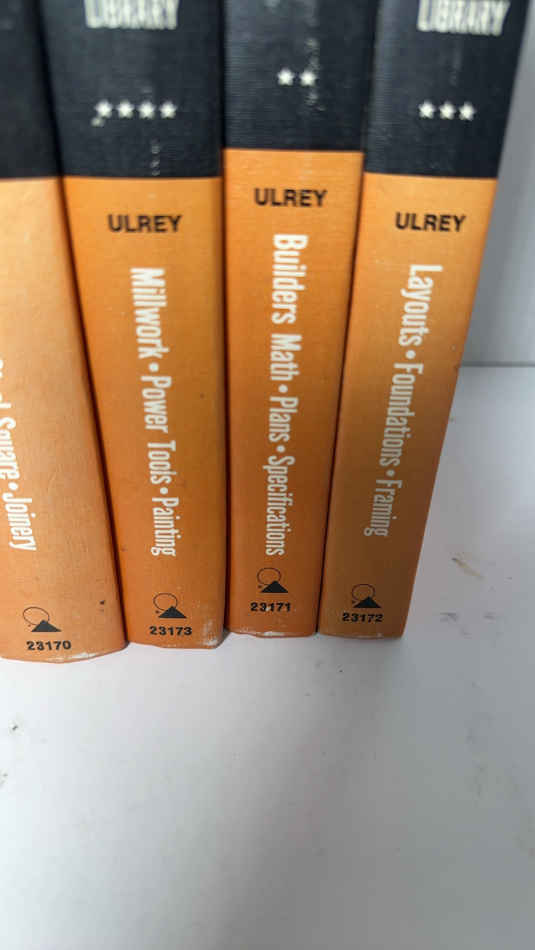 Square • Joinery
23170
LIBRARY
****
ULREY
Millwork • Power Tools • Painting
23173
**
ULREY
Builders Math • Plans • Specifications
23171
LIBRARY
***
ULREY
Layouts • Foundations • Framing
23172